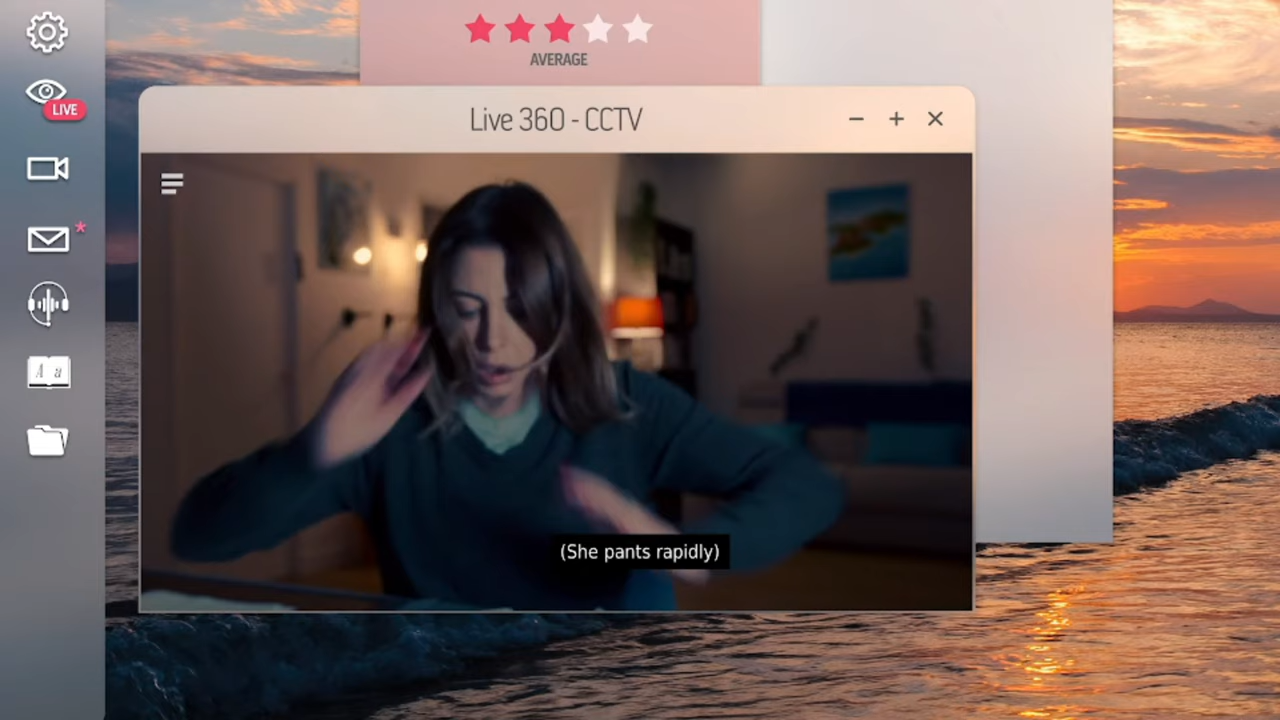 AVERAGE
LIVE
Live 360 - CCTV
A a
(She pants rapidly)